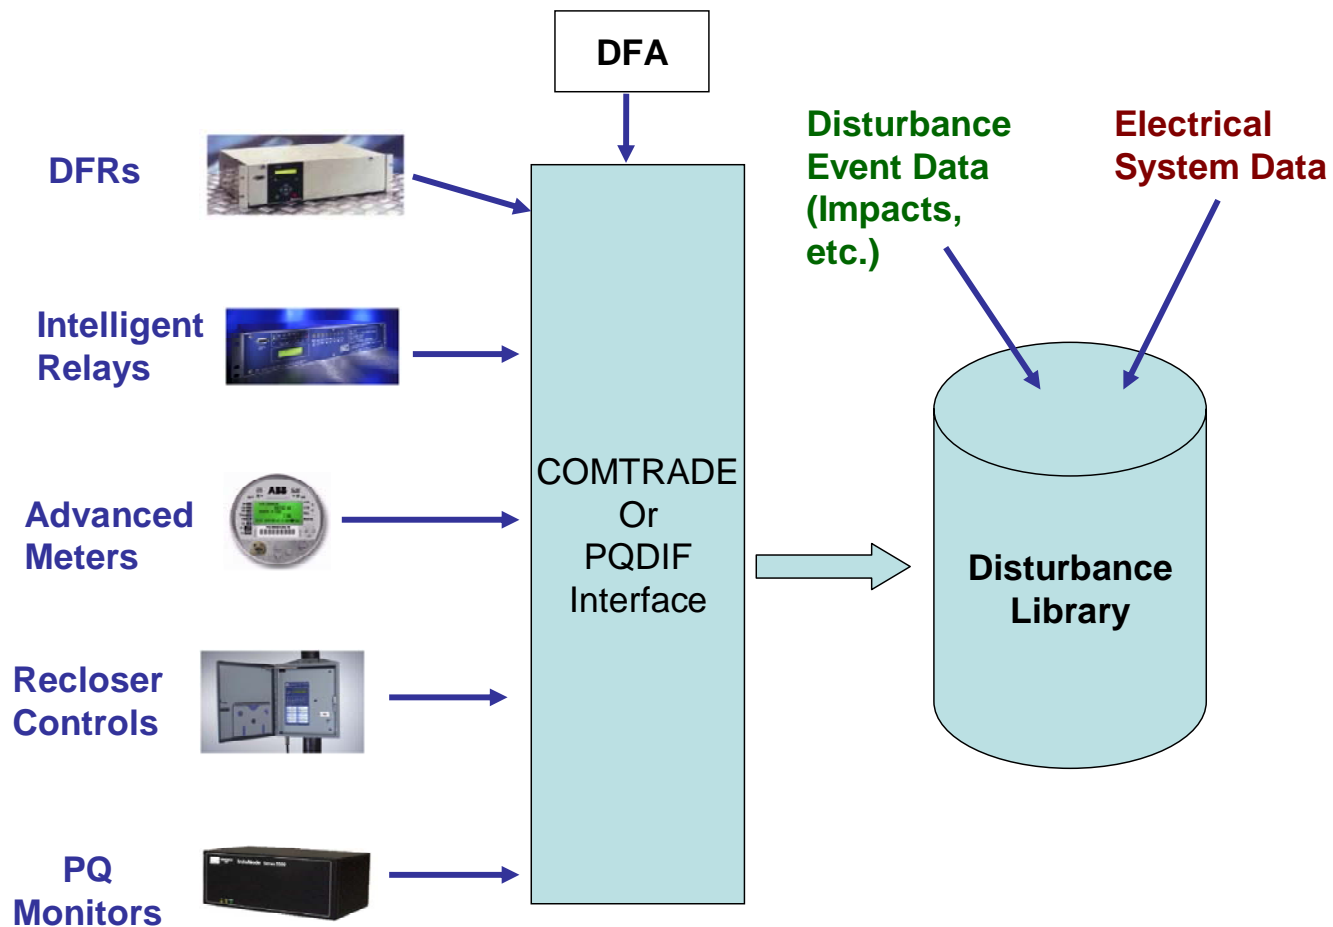 DFA
Disturbance
Event Data
(Impacts,
etc.)
Electrical
System Data
DFRs
Intelligent
Relays
Advanced
Meters
ABB
Recloser
Controls
PQ
Monitors
COMTRADE
Or
PQDIF
Interface
Disturbance
Library